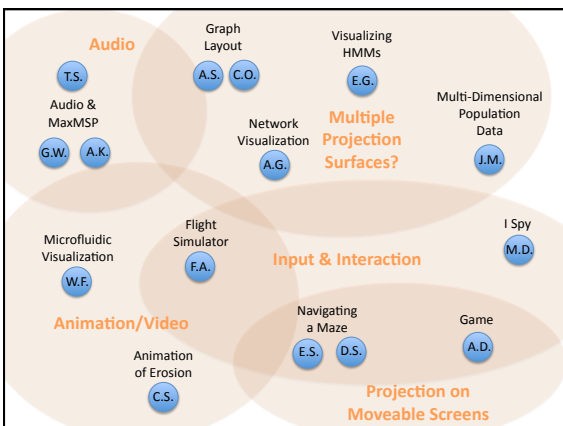 Audio
T.S.
Audio &
MaxMSP
G.W.
A.K.
Graph
Layout
A.S.
C.O.
Visualizing
HMMs
E.G.
Multiple
Projection
Surfaces?
Network
Visualization
A.G.
Multi-Dimensional
Population
Data
J.M.
Microfluidic
Visualization
W.F.
Flight
Simulator
F.A.
Input & Interaction
I Spy
M.D.
Animation/Video
Animation
of Erosion
C.S.
Navigating
a Maze
E.S.
D.S.
Game
A.D.
Projection on
Moveable Screens